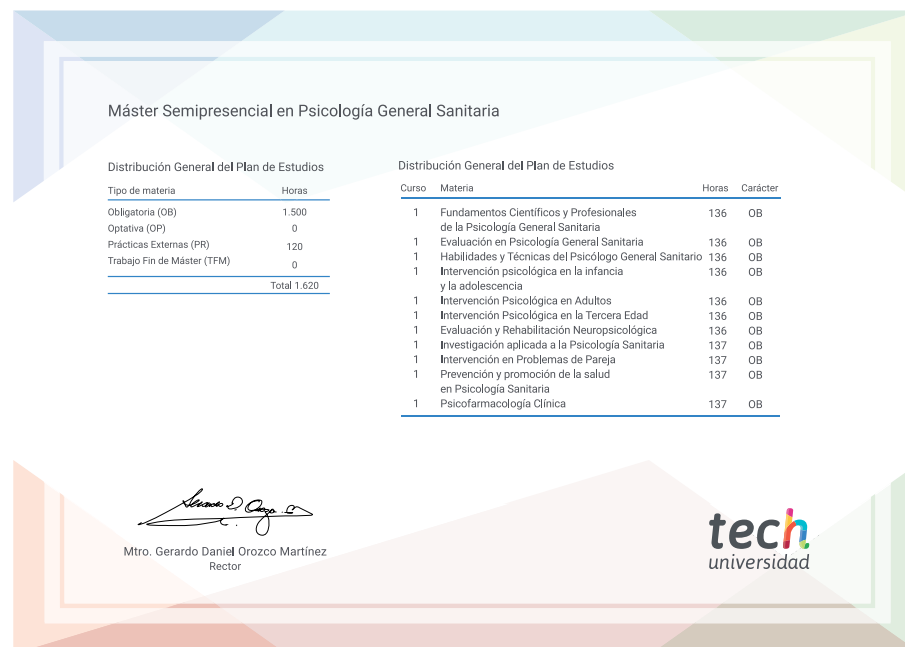 Máster Semipresencial en Psicología General Sanitaria
Distribución General del Plan de Estudios
Tipo de materia Horas
Obligatoria (OB) 1.500
Optativa (OP) 0
Prácticas Externas (PR) 120
Trabajo Fin de Máster (TFM) 0
Total 1.620
Distribución General del Plan de Estudios
Curso Materia Horas Carácter
1 Fundamentos Científicos y Profesionales 136 OB
de la Psicología General Sanitaria
1 Evaluación en Psicología General Sanitaria 136 OB
1 Habilidades y Técnicas del Psicólogo General Sanitario 136 OB
1 Intervención psicológica en la infancia 136 OB
y la adolescencia
1 Intervención Psicológica en Adultos 136 OB
1 Intervención Psicológica en la Tercera Edad 136 OB
1 Evaluación y Rehabilitación Neuropsicológica 136 OB
1 Investigación aplicada a la Psicología Sanitaria 137 OB
1 Intervención en Problemas de Pareja 137 OB
1 Prevención y promoción de la salud 137 OB
en Psicología Sanitaria
1 Psicofarmacología Clínica 137 OB
Mtro. Gerardo Daniel Orozco Martínez
Rector
tech
universidad